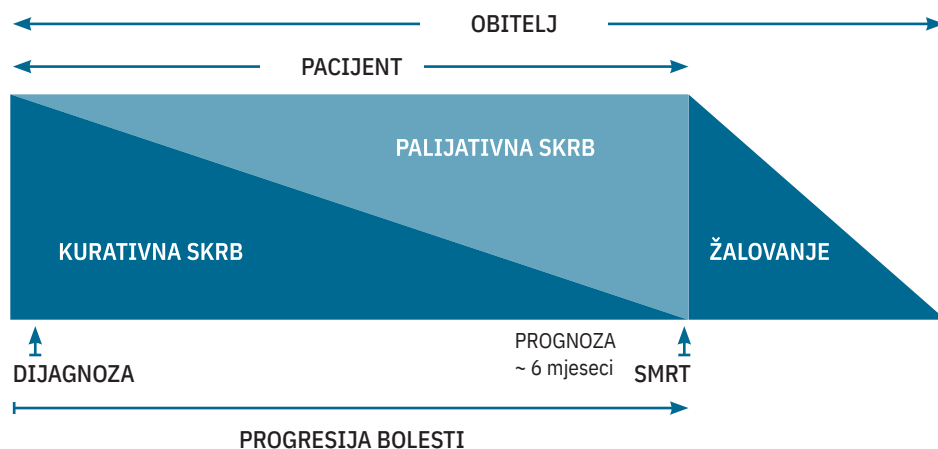 OBITELJ
PACIJENT
PALIJATIVNA SKRB
KURATIVNA SKRB
ŽALOVANJE
PROGNOZA
~ 6 mjeseci
DIJAGNOZA
SMRT
PROGRESIJA BOLESTI